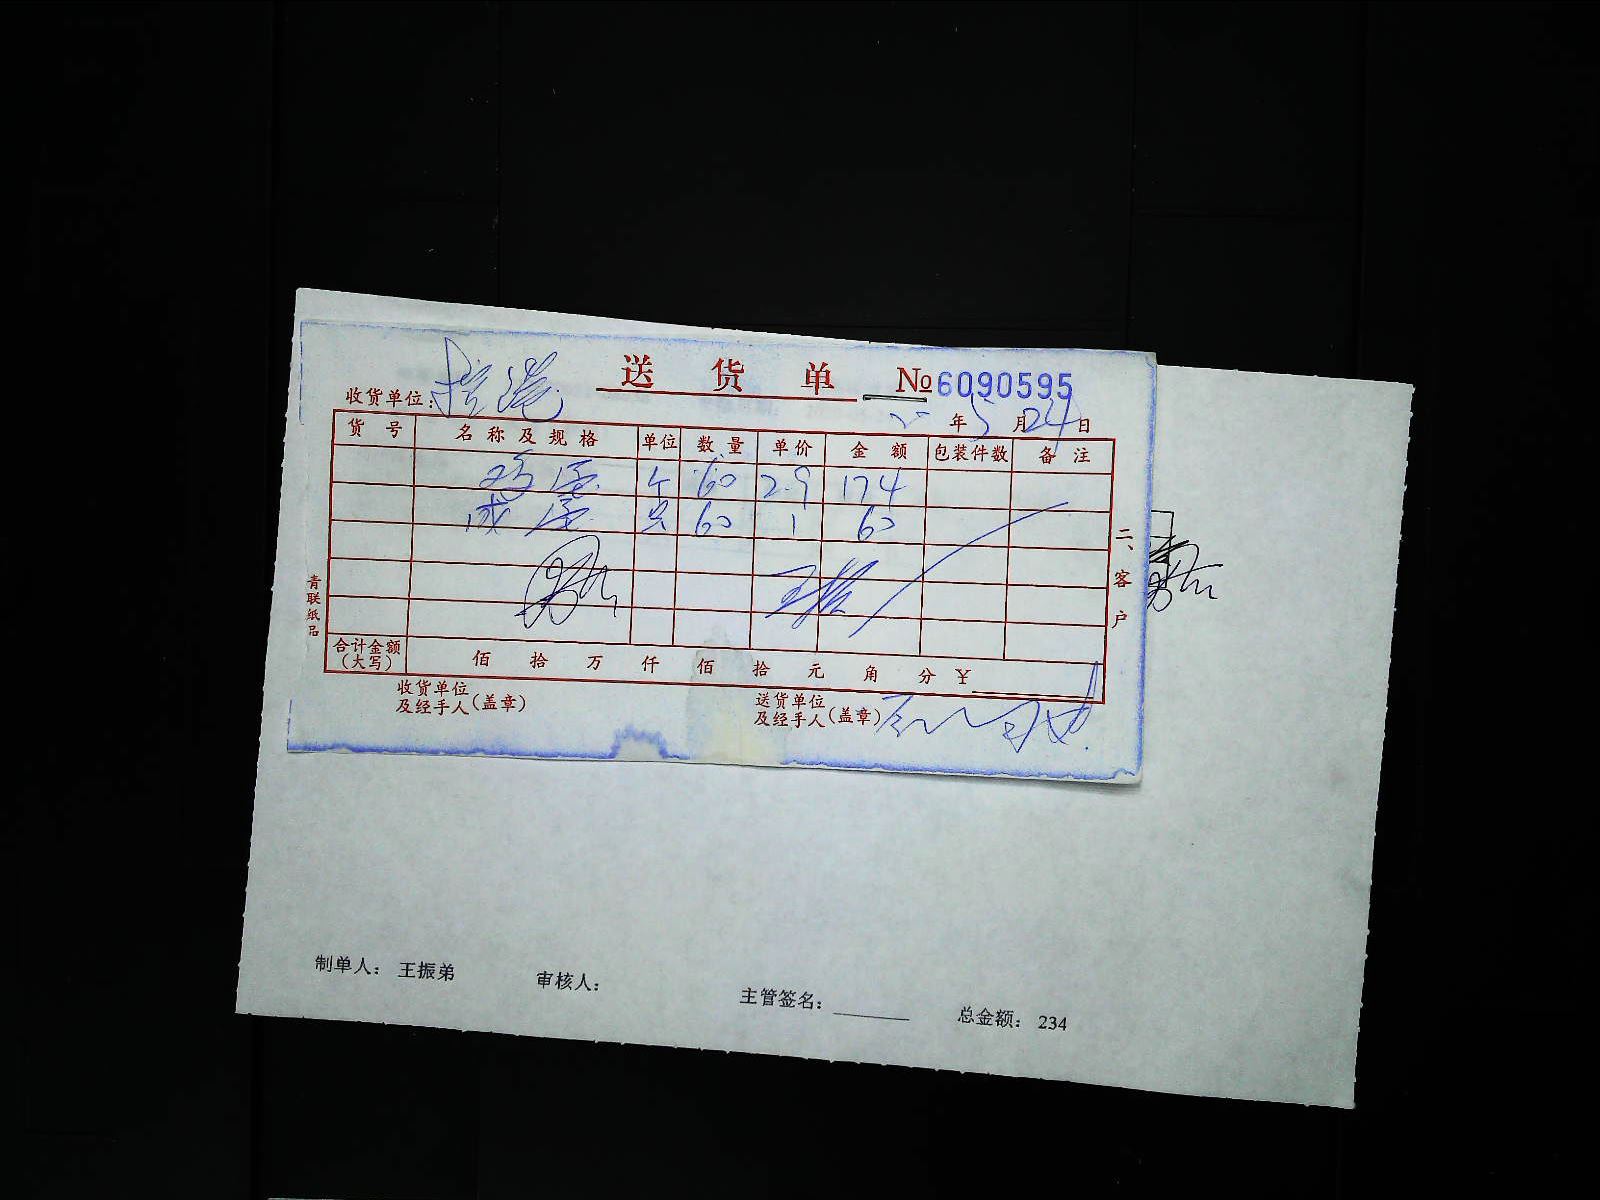 送 货 单 № 6090595
收货单位:
年 5 月 24 日
货 号 名 称 及 规 格 单位 数 量 单 价 金 额 包装件数 备 注
个 60 2.9 174
只 60 1 60
合计金额(大写) 佰 拾 万 仟 佰 拾 元 角 分 ¥
收货单位及经手人(盖章) 送货单位及经手人(盖章)
二、客户
青联纸品
制单人: 王振弟 审核人: 主管签名: 总金额: 234